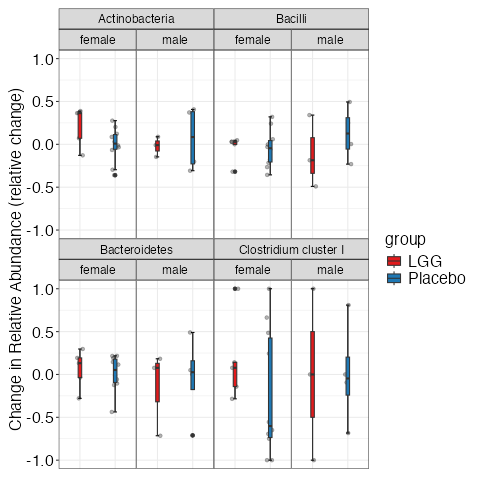 Actinobacteria Bacilli
female male female male
1.0
0.5
0.0
-0.5
-1.0
Bacteroidetes Clostridium cluster I
female male female male
1.0
0.5
0.0
-0.5
-1.0
Change in Relative Abundance (relative change)
group
LGG
Placebo